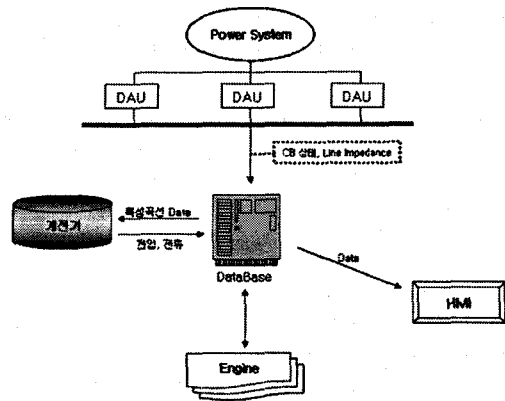 Power System
DAU
DAU
DAU
CB 상태, Line Impedance
특성곡선 Data
계전기
전압, 전류
DataBase
Data
HMI
Engine